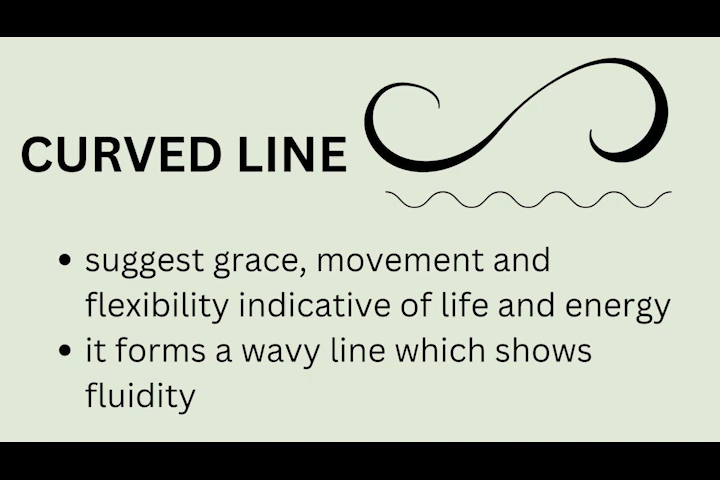 CURVED LINE
• suggest grace, movement and
flexibility indicative of life and energy
• it forms a wavy line which shows
fluidity